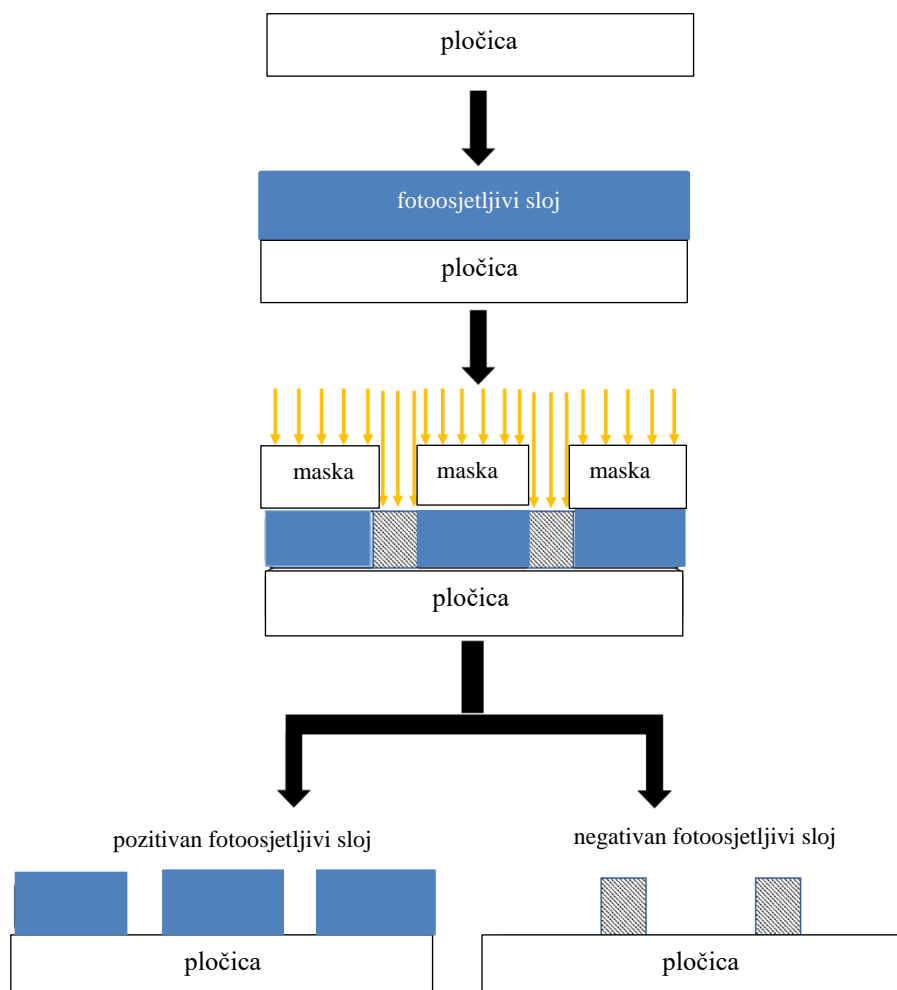 pločica
fotoosjetljivi sloj
pločica
maska
maska
maska
pločica
pozitivan fotoosjetljivi sloj
negativan fotoosjetljivi sloj
pločica
pločica